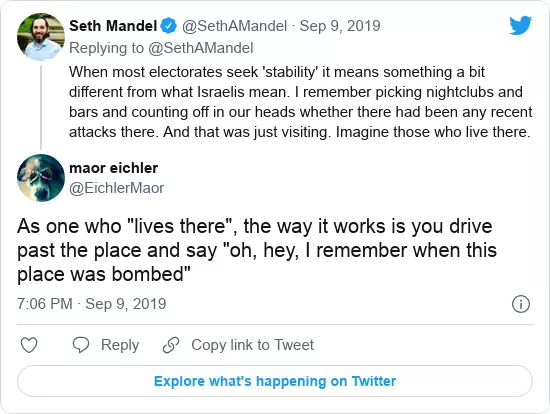 Seth Mandel @SethAMandel · Sep 9, 2019
Replying to @SethAMandel
When most electorates seek 'stability' it means something a bit
different from what Israelis mean. I remember picking nightclubs and
bars and counting off in our heads whether there had been any recent
attacks there. And that was just visiting. Imagine those who live there.
maor eichler
@EichlerMaor
As one who "lives there", the way it works is you drive
past the place and say "oh, hey, I remember when this
place was bombed"
7:06 PM · Sep 9, 2019
Reply Copy link to Tweet
Explore what's happening on Twitter